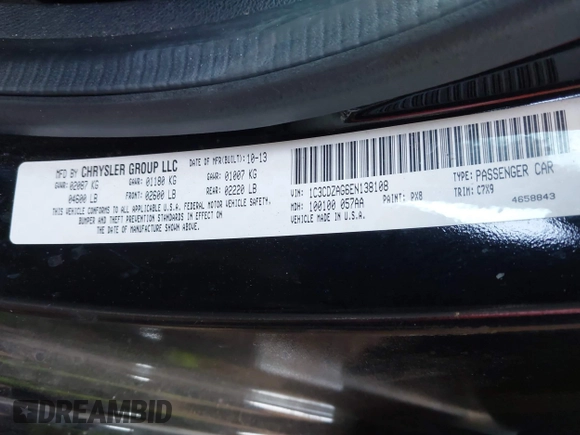 MFD BY CHRYSLER GROUP LLC
DATE OF MFR(BUILT):10-13
GAWR: 02087 KG
GAWR: 01180 KG
GAWR: 01007 KG
04600 LB
FRONT: 02600 LB
REAR: 02220 LB
THIS VEHICLE CONFORMS TO ALL APPLICABLE U.S.A. FEDERAL MOTOR VEHICLE SAFETY,
BUMPER AND THEFT PREVENTION STANDARDS IN EFFECT ON
THE DATE OF MANUFACTURE SHOWN ABOVE.
VIN: 1C3CDZAG6EN138108
TYPE: PASSENGER CAR
MDH: 100100 057AA
PAINT: PX8
TRIM: C7X9
VEHICLE MADE IN U.S.A.
4658843
DREAMBID